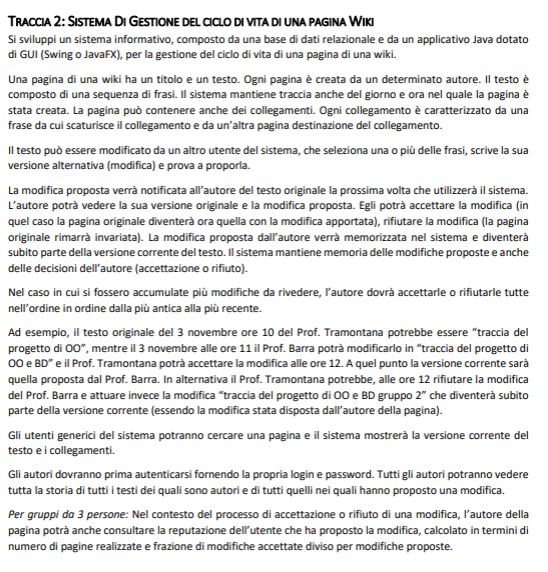 TRACCIA 2: SISTEMA DI GESTIONE DEL CICLO DI VITA DI UNA PAGINA WIKI
Si sviluppi un sistema informativo, composto da una base di dati relazionale e da un applicativo Java dotato
di GUI (Swing o JavaFX), per la gestione del ciclo di vita di una pagina di una wiki.
Una pagina di una wiki ha un titolo e un testo. Ogni pagina è creata da un determinato autore. Il testo è
composto di una sequenza di frasi. Il sistema mantiene traccia anche del giorno e ora nel quale la pagina è
stata creata. La pagina può contenere anche dei collegamenti. Ogni collegamento è caratterizzato da una
frase da cui scaturisce il collegamento e da un'altra pagina destinazione del collegamento.
Il testo può essere modificato da un altro utente del sistema, che seleziona una o più delle frasi, scrive la sua
versione alternativa (modifica) e prova a proporla.
La modifica proposta verrà notificata all'autore del testo originale la prossima volta che utilizzerà il sistema.
L'autore potrà vedere la sua versione originale e la modifica proposta. Egli potrà accettare la modifica (in
quel caso la pagina originale diventerà ora quella con la modifica apportata), rifiutare la modifica (la pagina
originale rimarrà invariata). La modifica proposta dall'autore verrà memorizzata nel sistema e diventerà
subito parte della versione corrente del testo. Il sistema mantiene memoria delle modifiche proposte e anche
delle decisioni dell'autore (accettazione o rifiuto).
Nel caso in cui si fossero accumulate più modifiche da rivedere, l'autore dovrà accettarle o rifiutarle tutte
nell'ordine in ordine dalla più antica alla più recente.
Ad esempio, il testo originale del 3 novembre ore 10 del Prof. Tramontana potrebbe essere "traccia del
progetto di OO", mentre il 3 novembre alle ore 11 il Prof. Barra potrà modificarlo in "traccia del progetto di
OO e BD" e il Prof. Tramontana potrà accettare la modifica alle ore 12. A quel punto la versione corrente sarà
quella proposta dal Prof. Barra. In alternativa il Prof. Tramontana potrebbe, alle ore 12 rifiutare la modifica
del Prof. Barra e attuare invece la modifica "traccia del progetto di OO e BD gruppo 2" che diventerà subito
parte della versione corrente (essendo la modifica stata disposta dall'autore della pagina).
Gli utenti generici del sistema potranno cercare una pagina e il sistema mostrerà la versione corrente del
testo e i collegamenti.
Gli autori dovranno prima autenticarsi fornendo la propria login e password. Tutti gli autori potranno vedere
tutta la storia di tutti i testi dei quali sono autori e di tutti quelli nei quali hanno proposto una modifica.
Per gruppi da 3 persone: Nel contesto del processo di accettazione o rifiuto di una modifica, l'autore della
pagina potrà anche consultare la reputazione dell'utente che ha proposto la modifica, calcolato in termini di
numero di pagine realizzate e frazione di modifiche accettate diviso per modifiche proposte.